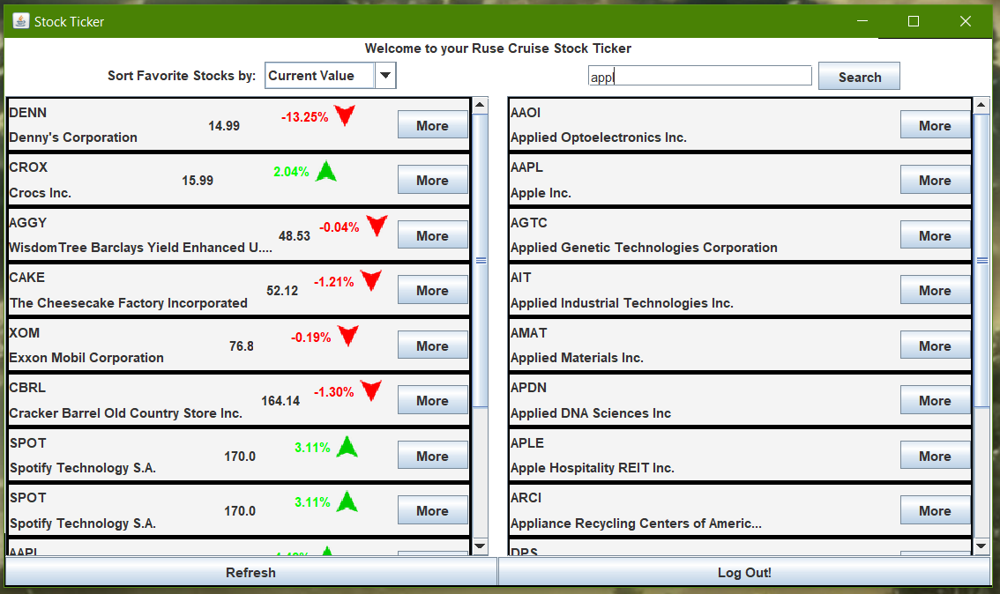 Stock Ticker
Welcome to your Ruse Cruise Stock Ticker
Sort Favorite Stocks by: Current Value
appl Search
DENN
14.99 -13.25% More
Denny's Corporation
CROX
15.99 2.04% More
Crocs Inc.
AGGY
48.53 -0.04% More
WisdomTree Barclays Yield Enhanced U....
CAKE
52.12 -1.21% More
The Cheesecake Factory Incorporated
XOM
76.8 -0.19% More
Exxon Mobil Corporation
CBRL
164.14 -1.30% More
Cracker Barrel Old Country Store Inc.
SPOT
170.0 3.11% More
Spotify Technology S.A.
SPOT
170.0 3.11% More
Spotify Technology S.A.
AAPL
AAOI
More
Applied Optoelectronics Inc.
AAPL
More
Apple Inc.
AGTC
More
Applied Genetic Technologies Corporation
AIT
More
Applied Industrial Technologies Inc.
AMAT
More
Applied Materials Inc.
APDN
More
Applied DNA Sciences Inc
APLE
More
Apple Hospitality REIT Inc.
ARCI
More
Appliance Recycling Centers of Americ...
DPS
Refresh
Log Out!